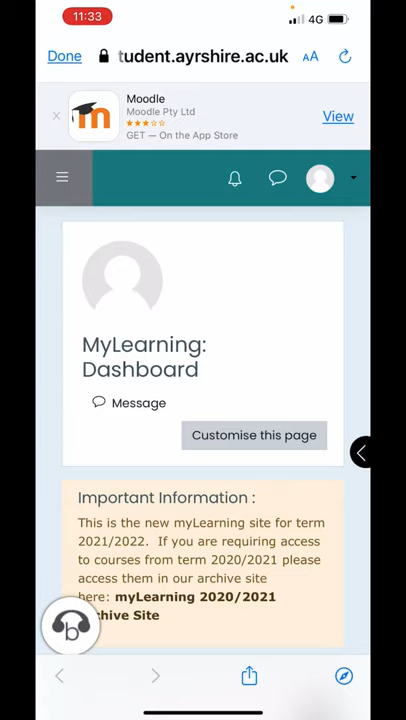 11:33
4G
Done
tudent.ayrshire.ac.uk
AA
Moodle
Moodle Pty Ltd
GET — On the App Store
View
MyLearning:
Dashboard
Message
Customise this page
Important Information :
This is the new myLearning site for term
2021/2022. If you are requiring access
to courses from term 2020/2021 please
access them in our archive site
here: myLearning 2020/2021
hive Site